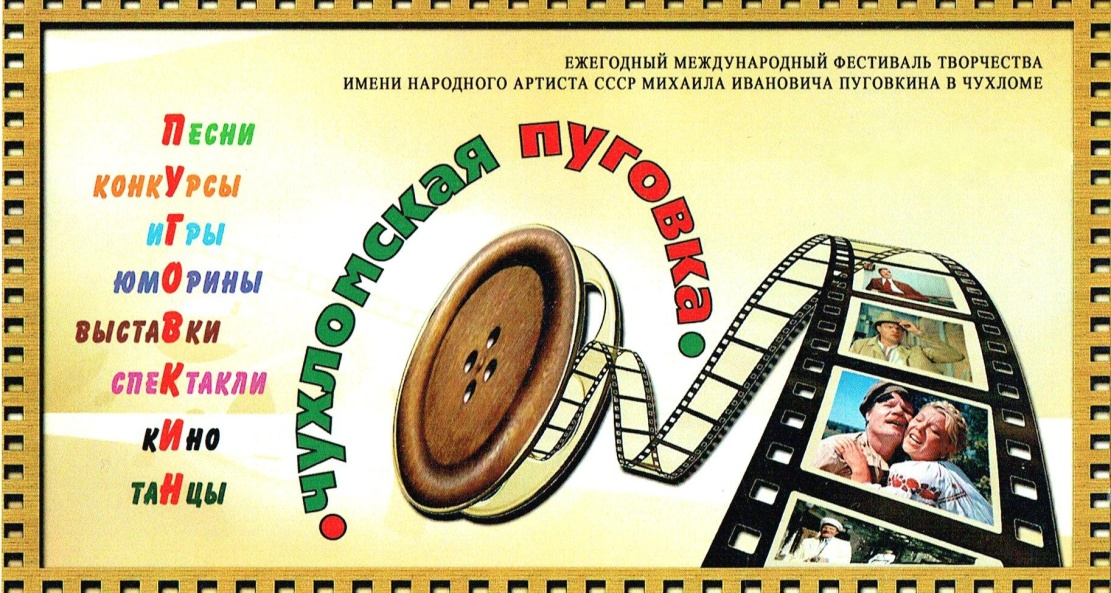 ЕЖЕГОДНЫЙ МЕЖДУНАРОДНЫЙ ФЕСТИВАЛЬ ТВОРЧЕСТВА
ИМЕНИ НАРОДНОГО АРТИСТА СССР МИХАИЛА ИВАНОВИЧА ПУГОВКИНА В ЧУХЛОМЕ
•ЧУХЛОМСКАЯ ПУГОВКА•
ПЕСНИ
КОНКУРСЫ
ИГРЫ
ЮМОРИНЫ
ВЫСТАВКИ
СПЕКТАКЛИ
КИНО
ТАНЦЫ